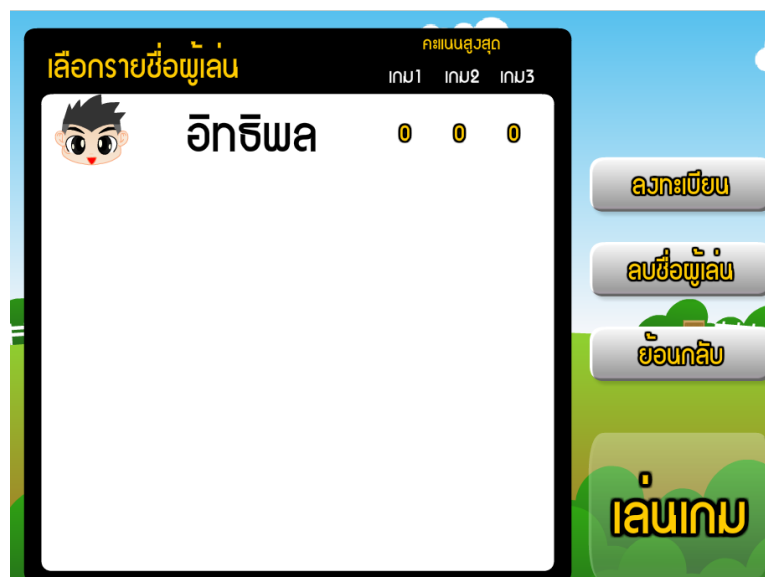 เลือกรายชื่อผู้เล่น
คะแนนสูงสุด
เกม1 เกม2 เกม3
อิทธิพล 0 0 0
ลงทะเบียน
ลบชื่อผู้เล่น
ย้อนกลับ
เล่นเกม